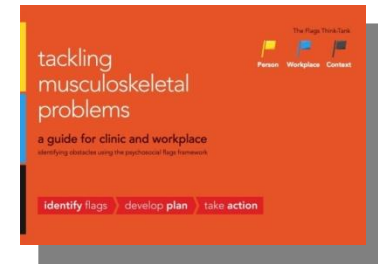 The Flags Think-Tank
Person Workplace Context
tackling
musculoskeletal
problems
a guide for clinic and workplace
identifying obstacles using the psychosocial flags framework
identify flags develop plan take action